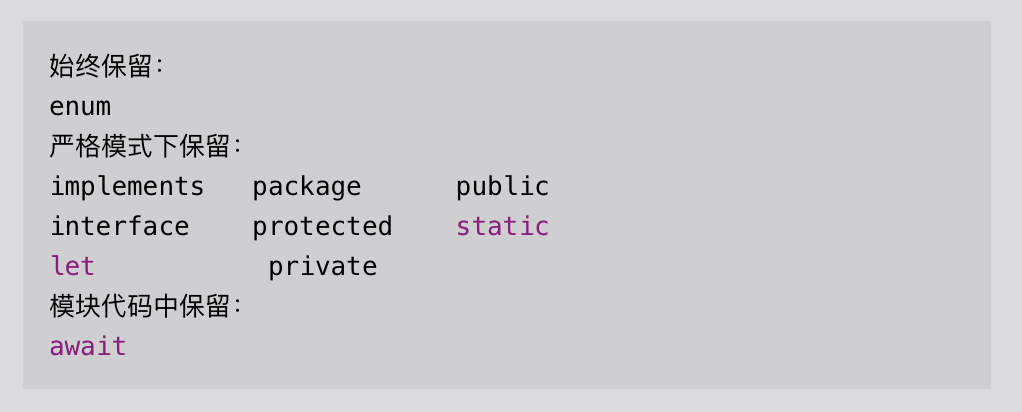 始终保留：
enum
严格模式下保留：
implements package public
interface protected static
let private
模块代码中保留：
await